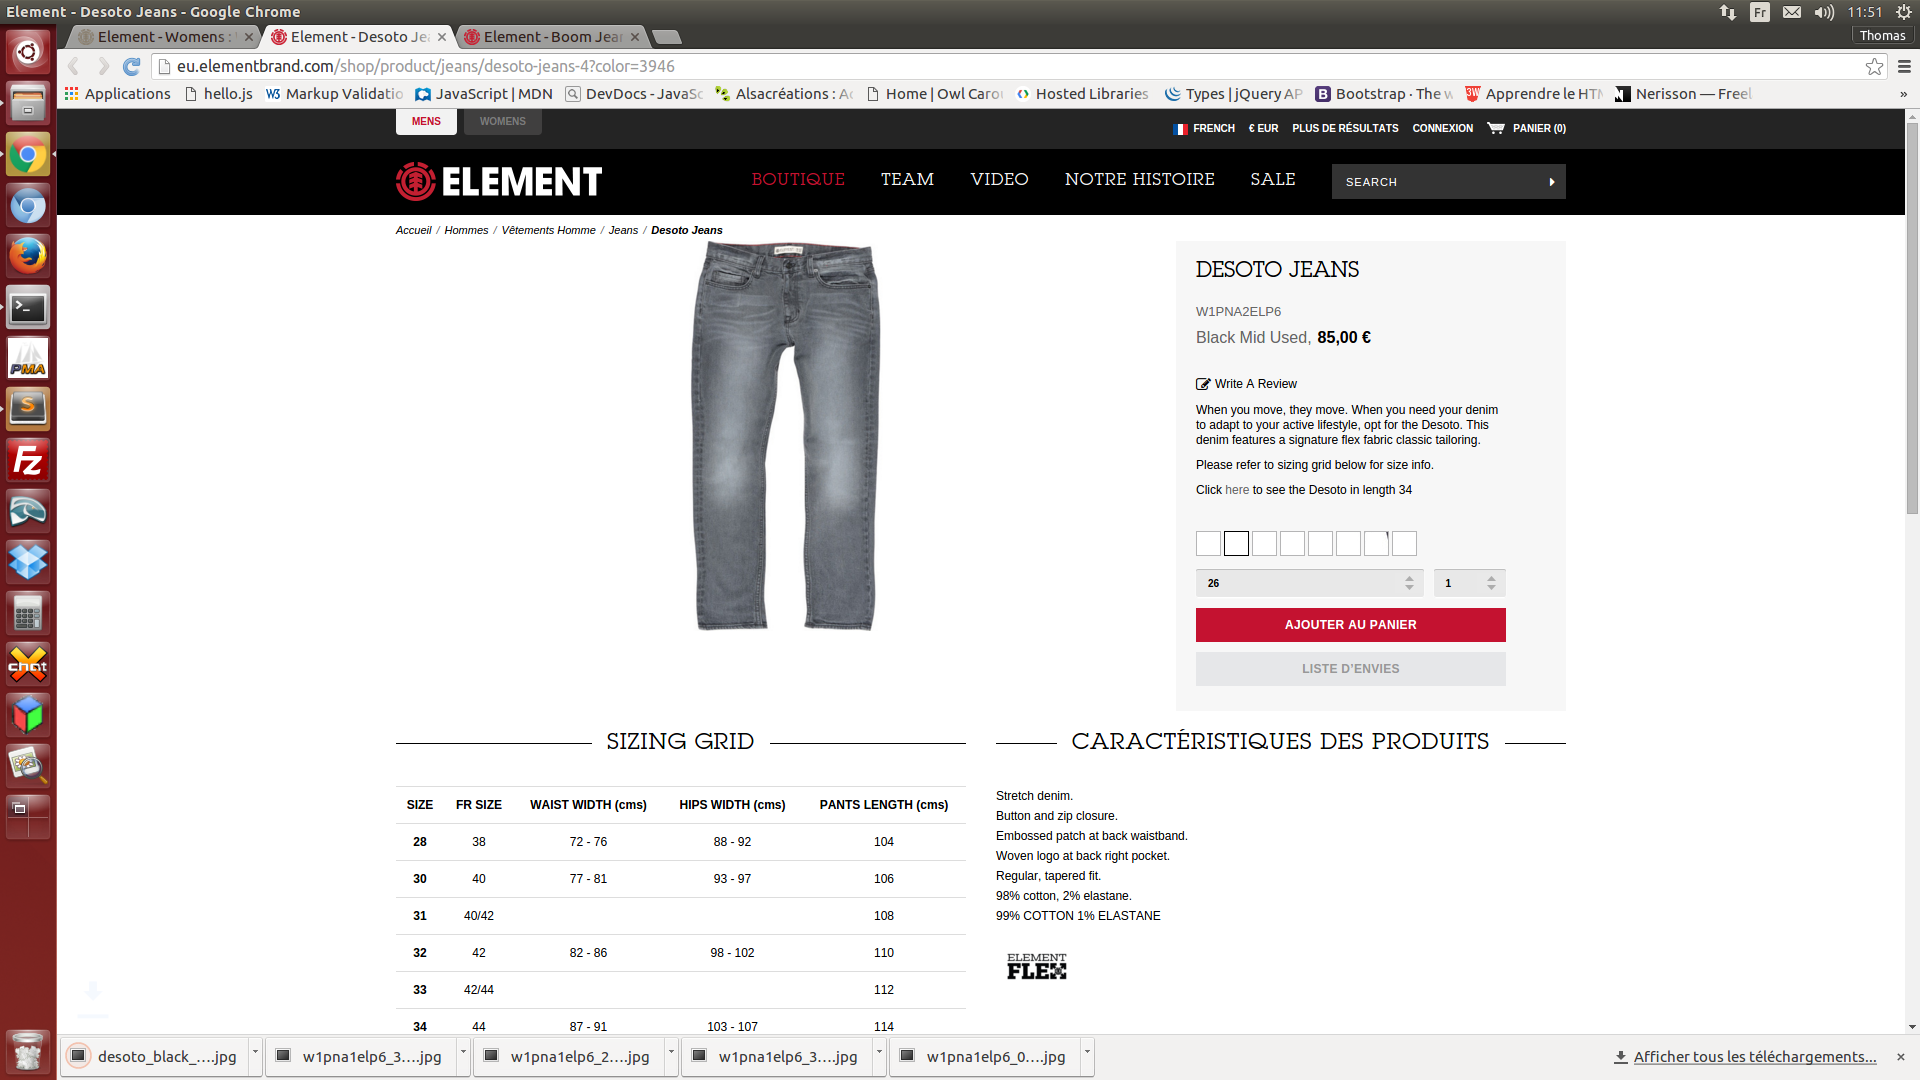 Element - Desoto Jeans - Google Chrome
Fr
11:51
Element - Womens :
Element - Desoto Je
Element - Boom Jean
Thomas
eu.elementbrand.com/shop/product/jeans/desoto-jeans-4?color=3946
Applications
hello.js
Markup Validatio
JavaScript | MDN
DevDocs - JavaSc
Alsacréations : Ac
Home | Owl Carou
Hosted Libraries
Types | jQuery AP
Bootstrap · The w
Apprendre le HTM
Nerisson — Freel
»
MENS
WOMENS
FRENCH
€ EUR
PLUS DE RÉSULTATS
CONNEXION
PANIER (0)
ELEMENT
BOUTIQUE
TEAM
VIDEO
NOTRE HISTOIRE
SALE
SEARCH
Accueil / Hommes / Vêtements Homme / Jeans / Desoto Jeans
DESOTO JEANS
W1PNA2ELP6
Black Mid Used, 85,00 €
Write A Review
When you move, they move. When you need your denim
to adapt to your active lifestyle, opt for the Desoto. This
denim features a signature flex fabric classic tailoring.
Please refer to sizing grid below for size info.
Click here to see the Desoto in length 34
26
1
AJOUTER AU PANIER
LISTE D'ENVIES
SIZING GRID
SIZE FR SIZE WAIST WIDTH (cms) HIPS WIDTH (cms) PANTS LENGTH (cms)
28 38 72 - 76 88 - 92 104
30 40 77 - 81 93 - 97 106
31 40/42 108
32 42 82 - 86 98 - 102 110
33 42/44 112
34 44 87 - 91 103 - 107 114
CARACTÉRISTIQUES DES PRODUITS
Stretch denim.
Button and zip closure.
Embossed patch at back waistband.
Woven logo at back right pocket.
Regular, tapered fit.
98% cotton, 2% elastane.
99% COTTON 1% ELASTANE
ELEMENT
FLEX
PMA
S
Fz
chat
desoto_black_....jpg
w1pna1elp6_3....jpg
w1pna1elp6_2....jpg
w1pna1elp6_3....jpg
w1pna1elp6_0....jpg
Afficher tous les téléchargements...